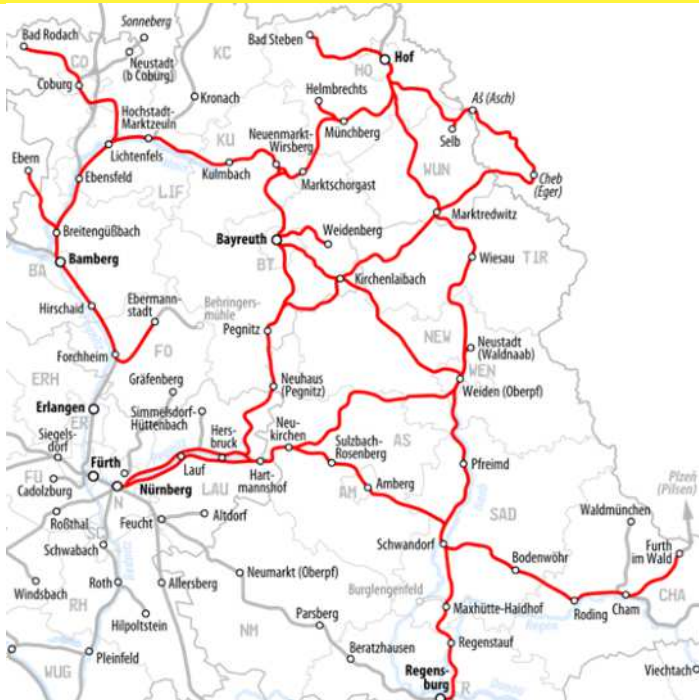 Bad Rodach
Sonneberg
Neustadt
(b Coburg)
CO
KC
Bad Steben
Hof
HO
Coburg
Kronach
Helmbrechts
Aš (Asch)
Hochstadt-
Marktzeuln
KU
Neuenmarkt-
Wirsberg
Münchberg
Selb
Ebern
Lichtenfels
Kulmbach
Marktschorgast
WUN
Cheb
(Eger)
Ebensfeld
LIF
Marktredwitz
Breitengüßbach
Bayreuth
Weidenberg
BA
Bamberg
BT
Wiesau
TIR
Kirchenlaibach
Hirschaid
Ebermann-
stadt
Behringers-
mühle
Pegnitz
NEW
Neustadt
(Waldnaab)
Forchheim
FO
WEN
ERH
Gräfenberg
Neuhaus
(Pegnitz)
Weiden (Oberpf)
Erlangen
ER
Simmelsdorf-
Hüttenbach
Hers-
bruck
Neu-
kirchen
AS
Siegels-
dorf
Sulzbach-
Rosenberg
Fürth
FÜ
Lauf
Hart-
mannshof
Pfreimd
Cadolzburg
Nürnberg
LAU
N
AM
Amberg
Plzeň
(Pilsen)
Roßthal
Feucht
Altdorf
SAD
Waldmünchen
SC
Schwabach
Schwandorf
Bodenwöhr
Furth
im Wald
Windsbach
Roth
Allersberg
Neumarkt (Oberpf)
Burglengenfeld
CHA
RH
Hilpoltstein
Parsberg
Maxhütte-Haidhof
Roding
Cham
Regen
NM
Beratzhausen
Regenstauf
WUG
Pleinfeld
Regens-
burg
R
Viechtach